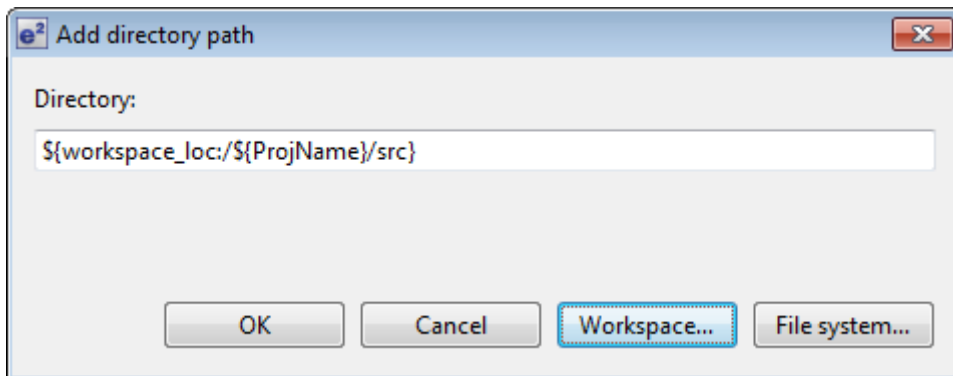 e² Add directory path
Directory:
${workspace_loc:/${ProjName}/src}
OK Cancel Workspace... File system...